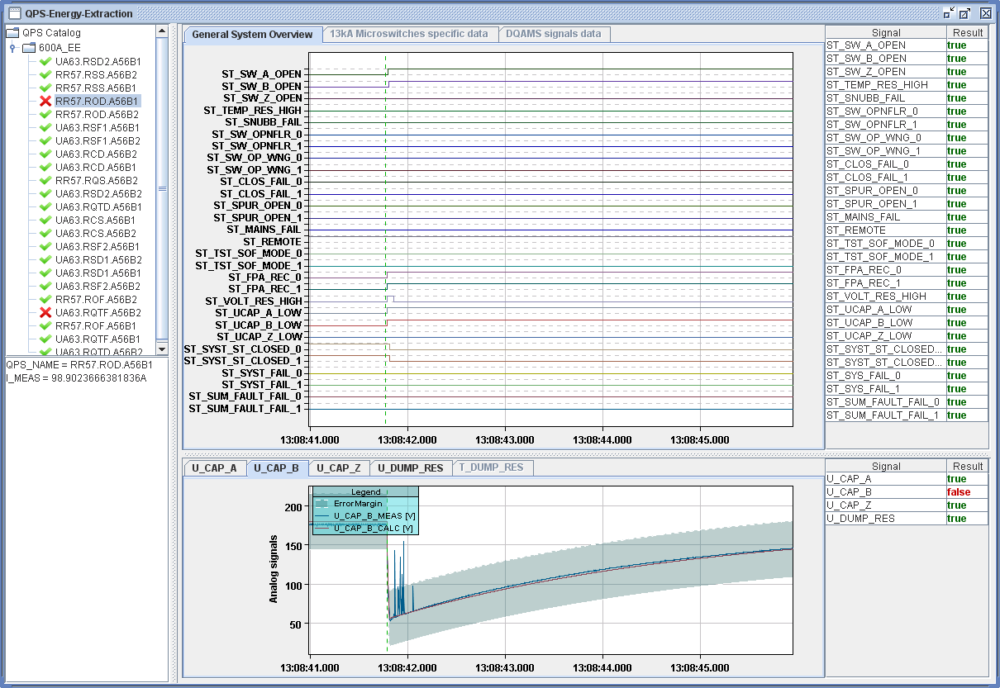 QPS-Energy-Extraction
QPS Catalog
600A_EE
UA63.RSD2.A56B1
RR57.RSS.A56B2
RR57.RSS.A56B1
RR57.ROD.A56B1
RR57.ROD.A56B2
UA63.RSF1.A56B1
UA63.RSF1.A56B2
UA63.RCD.A56B2
UA63.RCD.A56B1
RR57.RQS.A56B2
UA63.RSD2.A56B2
UA63.RQTD.A56B1
UA63.RCS.A56B1
UA63.RCS.A56B2
UA63.RSF2.A56B1
UA63.RSD1.A56B2
UA63.RSD1.A56B1
UA63.RSF2.A56B2
RR57.ROF.A56B2
UA63.RQTF.A56B2
RR57.ROF.A56B1
UA63.RQTF.A56B1
UA63.RQTD.A56B2
QPS_NAME = RR57.ROD.A56B1
I_MEAS = 98.9023666381836A
General System Overview 13kA Microswitches specific data DQAMS signals data
ST_SW_A_OPEN
ST_SW_B_OPEN
ST_SW_Z_OPEN
ST_TEMP_RES_HIGH
ST_SNUBB_FAIL
ST_SW_OPNFLR_0
ST_SW_OPNFLR_1
ST_SW_OP_WNG_0
ST_SW_OP_WNG_1
ST_CLOS_FAIL_0
ST_CLOS_FAIL_1
ST_SPUR_OPEN_0
ST_SPUR_OPEN_1
ST_MAINS_FAIL
ST_REMOTE
ST_TST_SOF_MODE_0
ST_TST_SOF_MODE_1
ST_FPA_REC_0
ST_FPA_REC_1
ST_VOLT_RES_HIGH
ST_UCAP_A_LOW
ST_UCAP_B_LOW
ST_UCAP_Z_LOW
ST_SYST_ST_CLOSED_0
ST_SYST_ST_CLOSED_1
ST_SYST_FAIL_0
ST_SYST_FAIL_1
ST_SUM_FAULT_FAIL_0
ST_SUM_FAULT_FAIL_1
13:08:41.000 13:08:42.000 13:08:43.000 13:08:44.000 13:08:45.000
Signal Result
ST_SW_A_OPEN true
ST_SW_B_OPEN true
ST_SW_Z_OPEN true
ST_TEMP_RES_HIGH true
ST_SNUBB_FAIL true
ST_SW_OPNFLR_0 true
ST_SW_OPNFLR_1 true
ST_SW_OP_WNG_0 true
ST_SW_OP_WNG_1 true
ST_CLOS_FAIL_0 true
ST_CLOS_FAIL_1 true
ST_SPUR_OPEN_0 true
ST_SPUR_OPEN_1 true
ST_MAINS_FAIL true
ST_REMOTE true
ST_TST_SOF_MODE_0 true
ST_TST_SOF_MODE_1 true
ST_FPA_REC_0 true
ST_FPA_REC_1 true
ST_VOLT_RES_HIGH true
ST_UCAP_A_LOW true
ST_UCAP_B_LOW true
ST_UCAP_Z_LOW true
ST_SYST_ST_CLOSED... true
ST_SYST_ST_CLOSED... true
ST_SYS_FAIL_0 true
ST_SYS_FAIL_1 true
ST_SUM_FAULT_FAIL_0 true
ST_SUM_FAULT_FAIL_1 true
U_CAP_A U_CAP_B U_CAP_Z U_DUMP_RES T_DUMP_RES
Legend
ErrorMargin
U_CAP_B_MEAS [V]
U_CAP_B_CALC [V]
Analog signals
200
150
100
50
13:08:41.000 13:08:42.000 13:08:43.000 13:08:44.000 13:08:45.000
Signal Result
U_CAP_A true
U_CAP_B false
U_CAP_Z true
U_DUMP_RES true